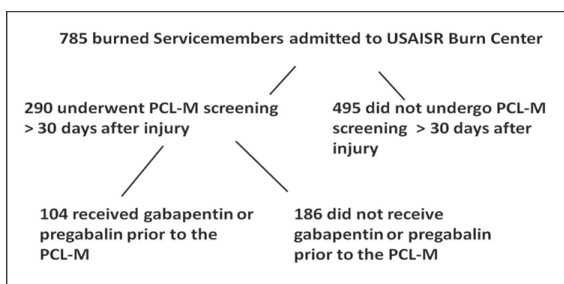 785 burned Servicemembers admitted to USAISR Burn Center
290 underwent PCL-M screening
> 30 days after injury
495 did not undergo PCL-M
screening > 30 days after
injury
104 received gabapentin or
pregabalin prior to the
PCL-M
186 did not receive
gabapentin or pregabalin
prior to the PCL-M